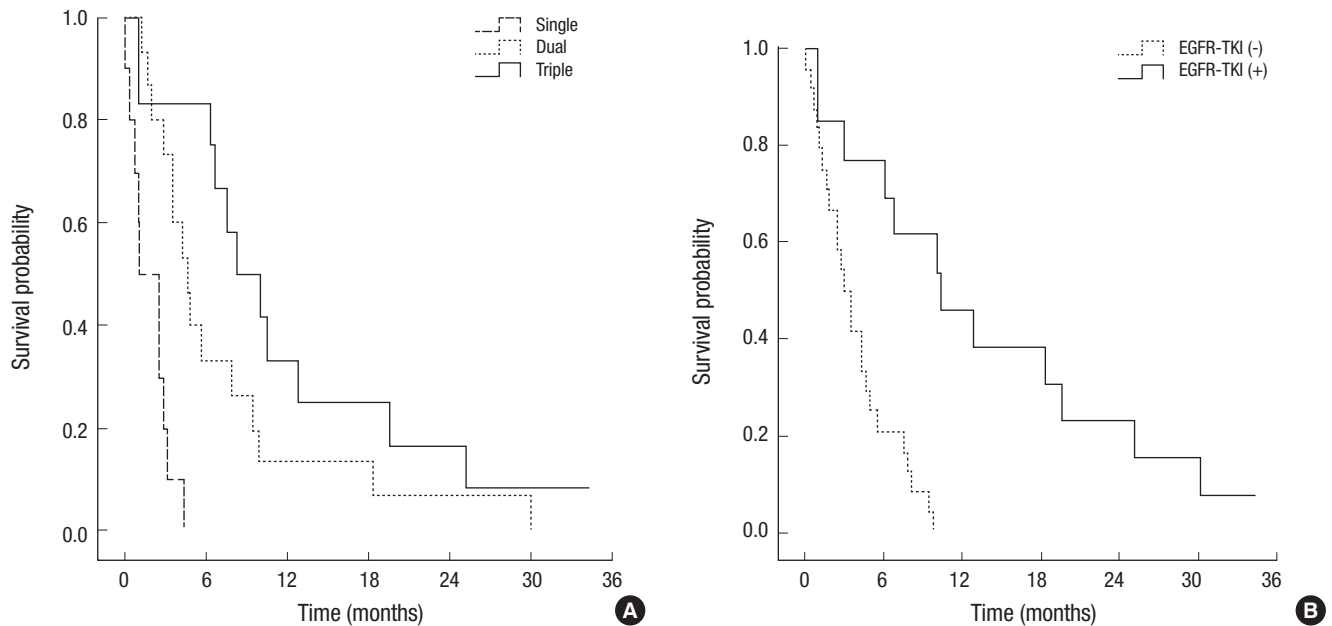 1.0
0.8
0.6
0.4
0.2
0.0
Survival probability
0 6 12 18 24 30 36
Time (months)
Single
Dual
Triple
A
1.0
0.8
0.6
0.4
0.2
0.0
Survival probability
0 6 12 18 24 30 36
Time (months)
EGFR-TKI (-)
EGFR-TKI (+)
B